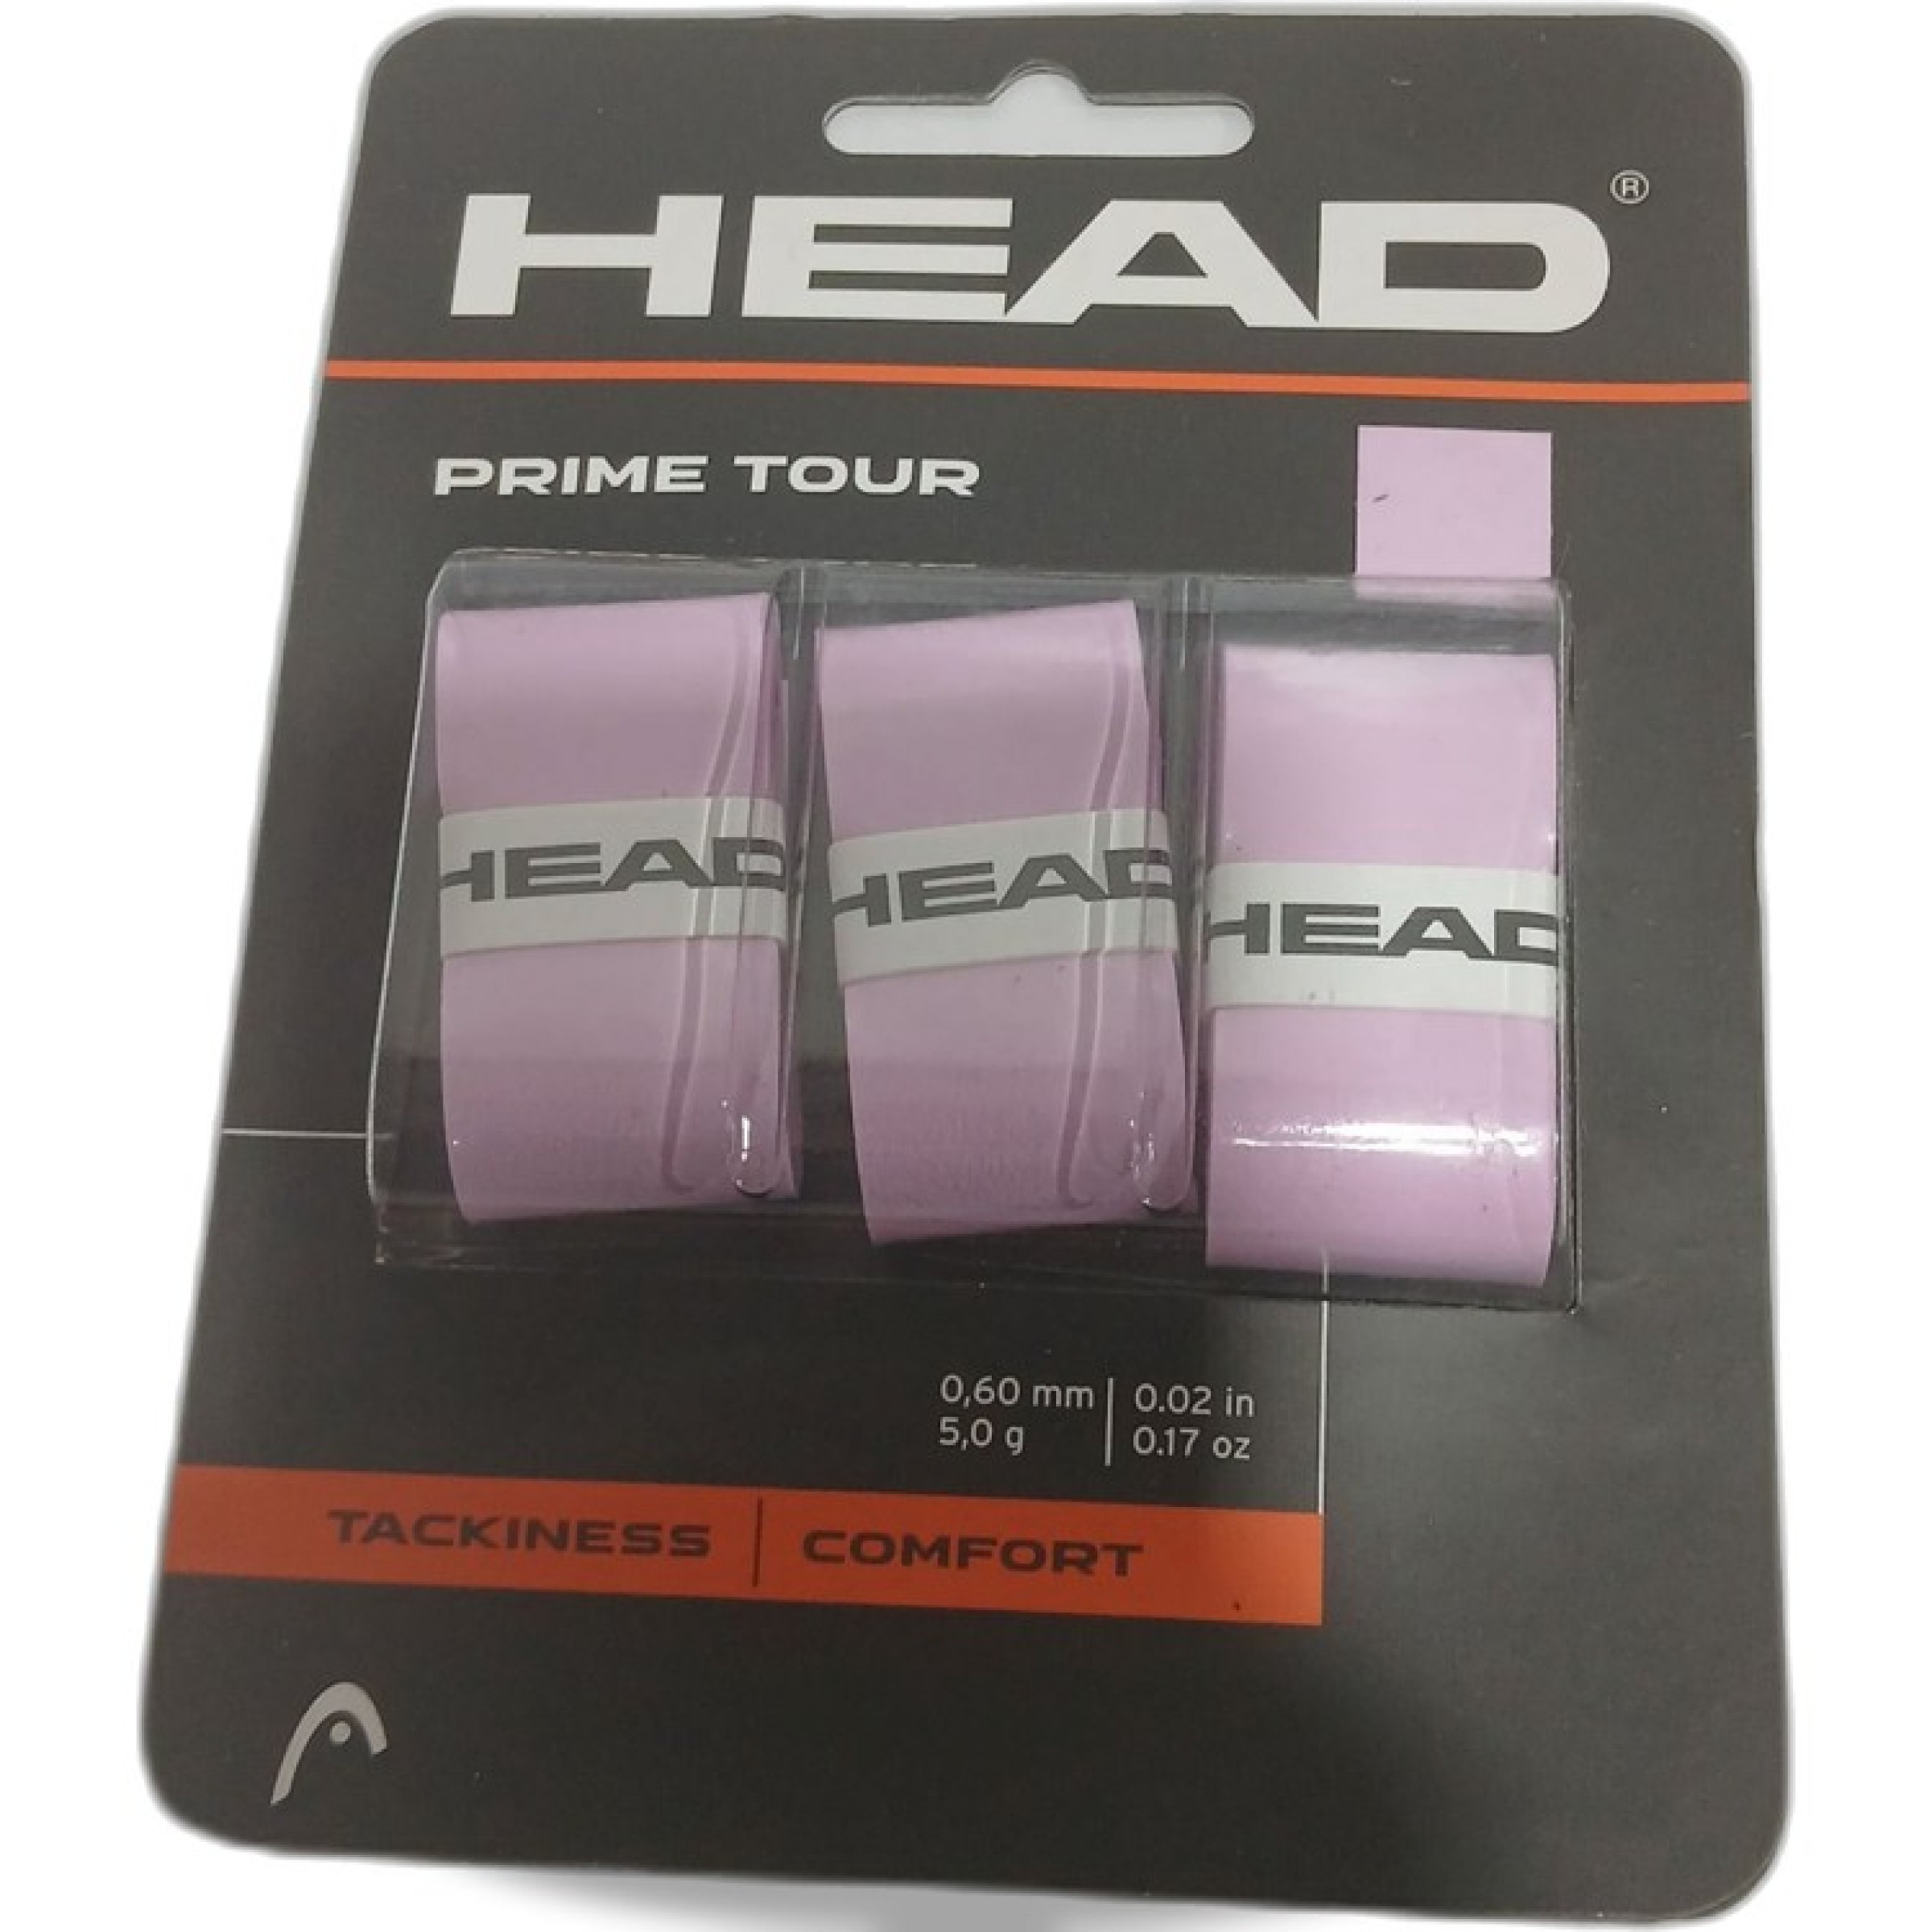 HEAD®
PRIME TOUR
HEAD
HEAD
HEAD
0,60 mm | 0.02 in
5,0 g | 0.17 oz
TACKINESS | COMFORT